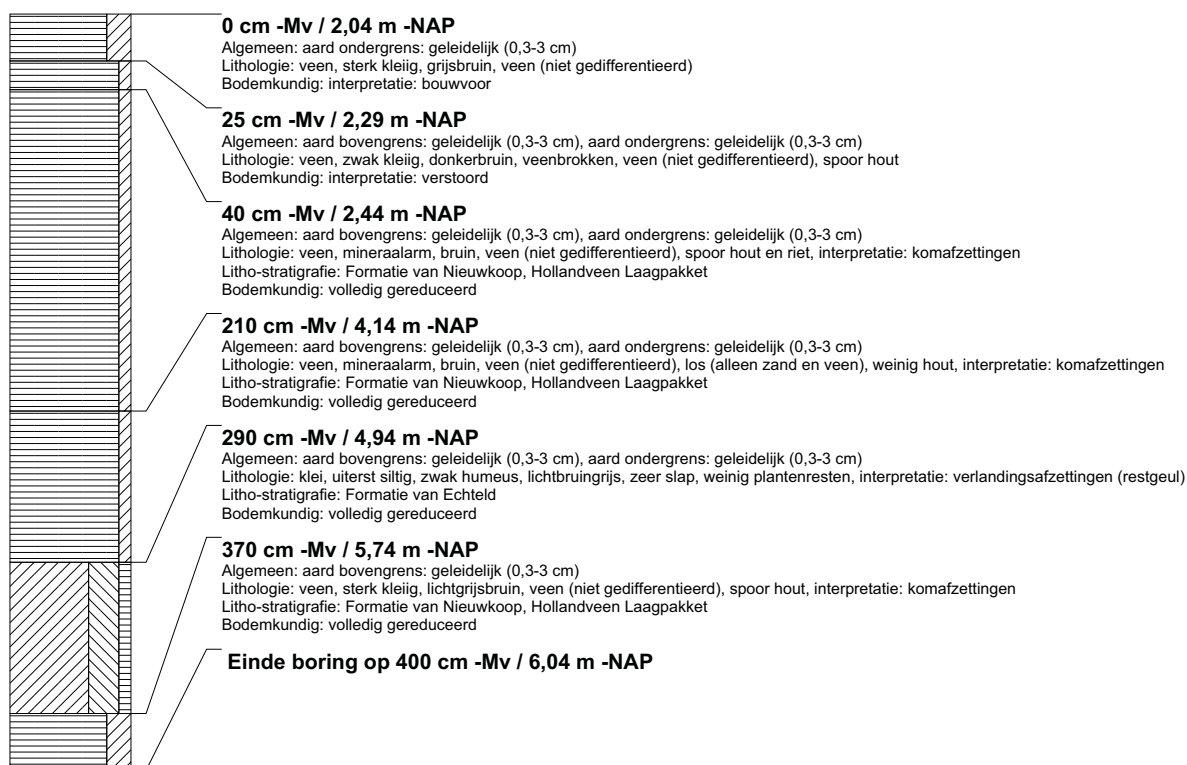 0 cm -Mv / 2,04 m -NAP
Algemeen: aard ondergrens: geleidelijk (0,3-3 cm)
Lithologie: veen, sterk kleiig, grijsbruin, veen (niet gedifferentieerd)
Bodemkundig: interpretatie: bouwvoor
25 cm -Mv / 2,29 m -NAP
Algemeen: aard bovengrens: geleidelijk (0,3-3 cm), aard ondergrens: geleidelijk (0,3-3 cm)
Lithologie: veen, zwak kleiig, donkerbruin, veenbrokken, veen (niet gedifferentieerd), spoor hout
Bodemkundig: interpretatie: verstoord
40 cm -Mv / 2,44 m -NAP
Algemeen: aard bovengrens: geleidelijk (0,3-3 cm), aard ondergrens: geleidelijk (0,3-3 cm)
Lithologie: veen, mineraalarm, bruin, veen (niet gedifferentieerd), spoor hout en riet, interpretatie: komafzettingen
Litho-stratigrafie: Formatie van Nieuwkoop, Hollandveen Laagpakket
Bodemkundig: volledig gereduceerd
210 cm -Mv / 4,14 m -NAP
Algemeen: aard bovengrens: geleidelijk (0,3-3 cm), aard ondergrens: geleidelijk (0,3-3 cm)
Lithologie: veen, mineraalarm, bruin, veen (niet gedifferentieerd), los (alleen zand en veen), weinig hout, interpretatie: komafzettingen
Litho-stratigrafie: Formatie van Nieuwkoop, Hollandveen Laagpakket
Bodemkundig: volledig gereduceerd
290 cm -Mv / 4,94 m -NAP
Algemeen: aard bovengrens: geleidelijk (0,3-3 cm), aard ondergrens: geleidelijk (0,3-3 cm)
Lithologie: klei, uiterst siltig, zwak humeus, lichtbruingrijs, zeer slap, weinig plantenresten, interpretatie: verlandingsafzettingen (restgeul)
Litho-stratigrafie: Formatie van Echteld
Bodemkundig: volledig gereduceerd
370 cm -Mv / 5,74 m -NAP
Algemeen: aard bovengrens: geleidelijk (0,3-3 cm)
Lithologie: veen, sterk kleiig, lichtgrijsbruin, veen (niet gedifferentieerd), spoor hout, interpretatie: komafzettingen
Litho-stratigrafie: Formatie van Nieuwkoop, Hollandveen Laagpakket
Bodemkundig: volledig gereduceerd
Einde boring op 400 cm -Mv / 6,04 m -NAP